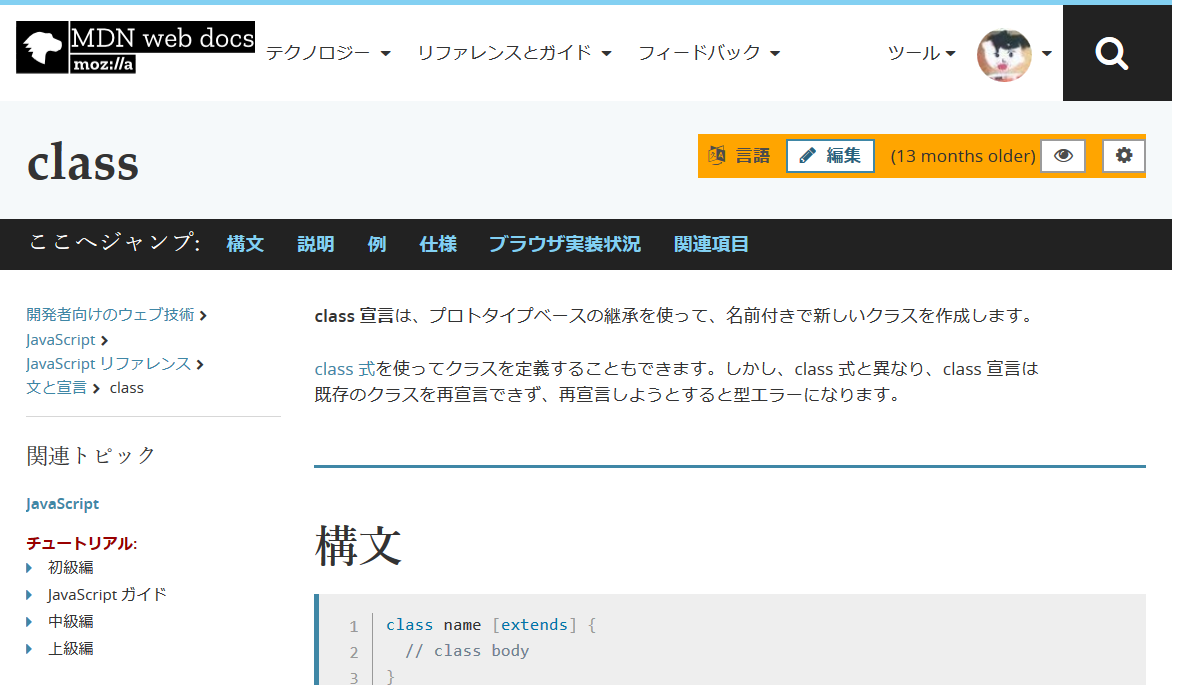 MDN web docs
moz://a
テクノロジー
リファレンスとガイド
フィードバック
ツール
class
言語
編集
(13 months older)
ここへジャンプ: 構文 説明 例 仕様 ブラウザ実装状況 関連項目
開発者向けのウェブ技術
JavaScript
JavaScript リファレンス
文と宣言 class
関連トピック
JavaScript
チュートリアル:
初級編
JavaScript ガイド
中級編
上級編
class 宣言は、プロトタイプベースの継承を使って、名前付きで新しいクラスを作成します。
class 式を使ってクラスを定義することもできます。しかし、class 式と異なり、class 宣言は
既存のクラスを再宣言できず、再宣言しようとすると型エラーになります。
構文
1 class name [extends] {
2 // class body
3 }